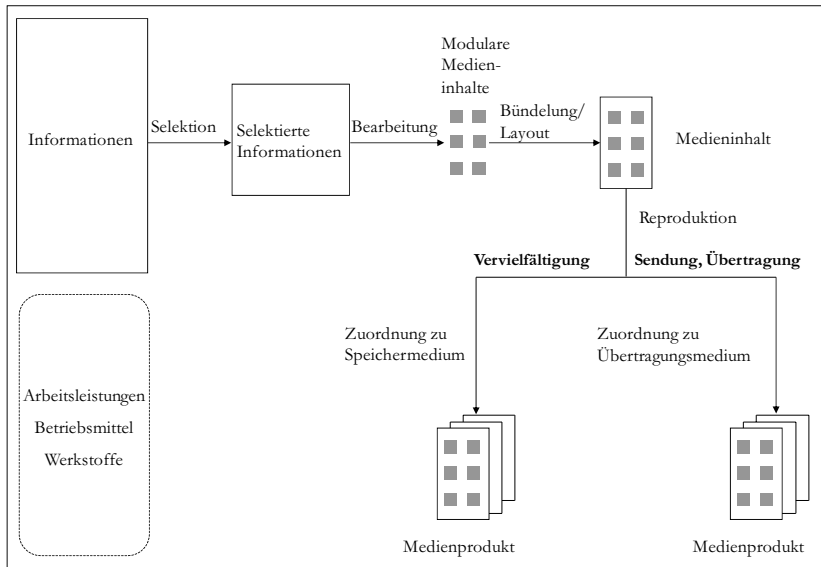 Informationen
Selektion
Selektierte
Informationen
Bearbeitung
Modulare
Medien-
inhalte
Bündelung/
Layout
Medieninhalt
Reproduktion
Vervielfältigung
Sendung, Übertragung
Zuordnung zu
Speichermedium
Zuordnung zu
Übertragungsmedium
Arbeitsleistungen
Betriebsmittel
Werkstoffe
Medienprodukt
Medienprodukt